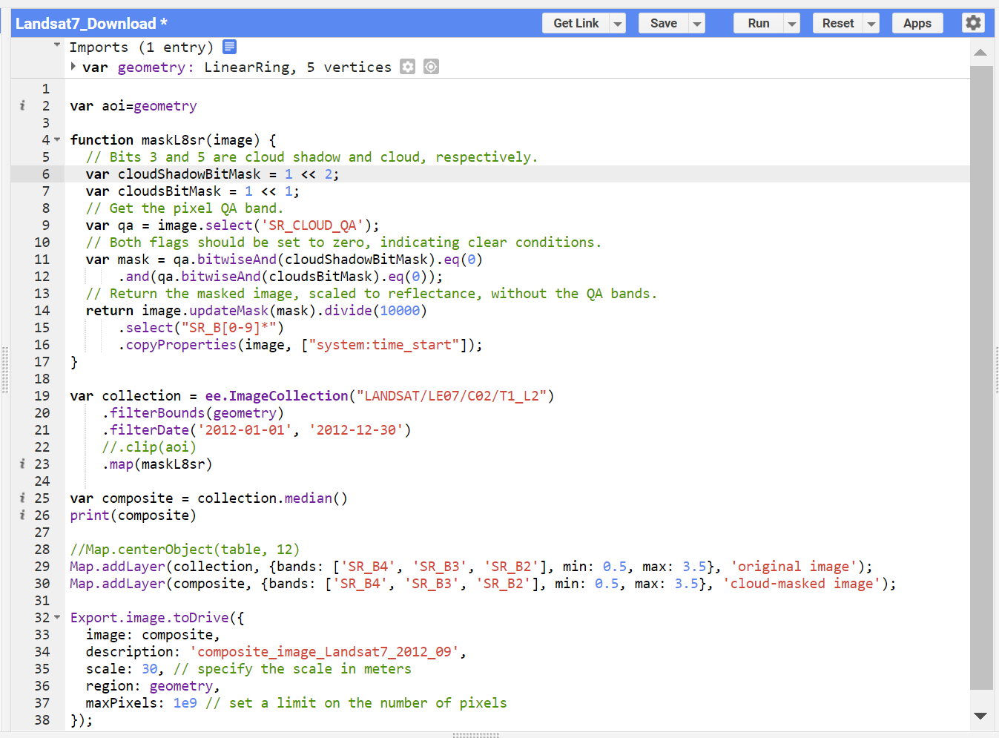 Landsat7_Download *
Get Link Save Run Reset Apps
Imports (1 entry)
var geometry: LinearRing, 5 vertices
1
i 2 var aoi=geometry
3
4 function maskL8sr(image) {
5 // Bits 3 and 5 are cloud shadow and cloud, respectively.
6 var cloudShadowBitMask = 1 << 2;
7 var cloudsBitMask = 1 << 1;
8 // Get the pixel QA band.
9 var qa = image.select('SR_CLOUD_QA');
10 // Both flags should be set to zero, indicating clear conditions.
11 var mask = qa.bitwiseAnd(cloudShadowBitMask).eq(0)
12 .and(qa.bitwiseAnd(cloudsBitMask).eq(0));
13 // Return the masked image, scaled to reflectance, without the QA bands.
14 return image.updateMask(mask).divide(10000)
15 .select("SR_B[0-9]*")
16 .copyProperties(image, ["system:time_start"]);
17 }
18
19 var collection = ee.ImageCollection("LANDSAT/LE07/C02/T1_L2")
20 .filterBounds(geometry)
21 .filterDate('2012-01-01', '2012-12-30')
22 //.clip(aoi)
i 23 .map(maskL8sr)
24
i 25 var composite = collection.median()
i 26 print(composite)
27
28 //Map.centerObject(table, 12)
29 Map.addLayer(collection, {bands: ['SR_B4', 'SR_B3', 'SR_B2'], min: 0.5, max: 3.5}, 'original image');
30 Map.addLayer(composite, {bands: ['SR_B4', 'SR_B3', 'SR_B2'], min: 0.5, max: 3.5}, 'cloud-masked image');
31
32 Export.image.toDrive({
33 image: composite,
34 description: 'composite_image_Landsat7_2012_09',
35 scale: 30, // specify the scale in meters
36 region: geometry,
37 maxPixels: 1e9 // set a limit on the number of pixels
38 });